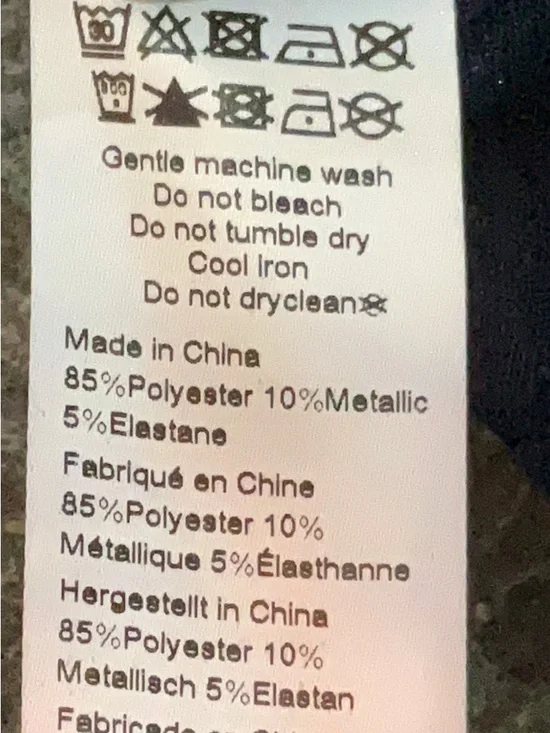 30
Gentle machine wash
Do not bleach
Do not tumble dry
Cool iron
Do not dryclean
Made in China
85%Polyester 10%Metallic
5%Elastane
Fabriqué en Chine
85%Polyester 10%
Métallique 5%Élasthanne
Hergestellt in China
85%Polyester 10%
Metallisch 5%Elastan